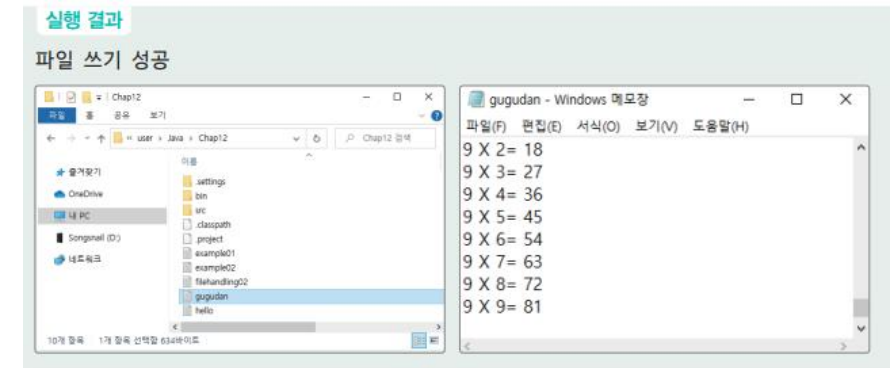 실행 결과
파일 쓰기 성공
Chap12
파일 홈 공유 보기
« user › Java › Chap12
Chap12 검색
이름
즐겨찾기
OneDrive
내 PC
Songsnail (D:)
네트워크
.settings
bin
src
.classpath
.project
example01
example02
filehandling02
gugudan
hello
10개 항목 1개 항목 선택함 634바이트
gugudan - Windows 메모장
파일(F) 편집(E) 서식(O) 보기(V) 도움말(H)
9 X 2= 18
9 X 3= 27
9 X 4= 36
9 X 5= 45
9 X 6= 54
9 X 7= 63
9 X 8= 72
9 X 9= 81